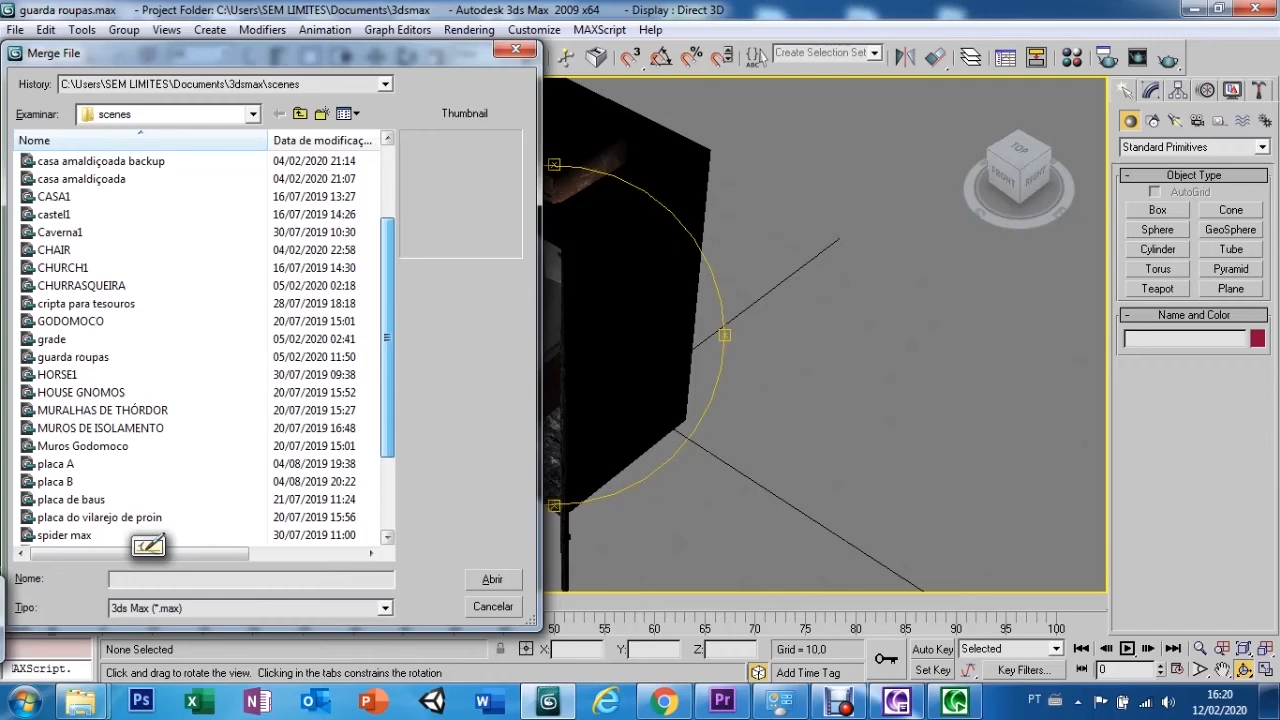 guarda roupas.max - Project Folder: C:\Users\SEM LIMITES\Documents\3dsmax - Autodesk 3ds Max 2009 x64 - Display : Direct 3D
File Edit Tools Group Views Create Modifiers Animation Graph Editors Rendering Customize MAXScript Help
Merge File
Create Selection Set
History: C:\Users\SEM LIMITES\Documents\3dsmax\scenes
Examinar: scenes
Thumbnail
Nome Data de modificaç...
casa amaldiçoada backup 04/02/2020 21:14
casa amaldiçoada 04/02/2020 21:07
CASA1 16/07/2019 13:27
castel1 16/07/2019 14:26
Caverna1 30/07/2019 10:30
CHAIR 04/02/2020 22:58
CHURCH1 16/07/2019 14:30
CHURRASQUEIRA 05/02/2020 02:18
cripta para tesouros 28/07/2019 18:18
GODOMOCO 20/07/2019 15:01
grade 05/02/2020 02:41
guarda roupas 05/02/2020 11:50
HORSE1 30/07/2019 09:38
HOUSE GNOMOS 20/07/2019 15:52
MURALHAS DE THÓRDOR 20/07/2019 15:27
MUROS DE ISOLAMENTO 20/07/2019 16:48
Muros Godomoco 20/07/2019 15:01
placa A 04/08/2019 19:38
placa B 04/08/2019 20:22
placa de baus 21/07/2019 11:24
placa do vilarejo de proin 20/07/2019 15:56
spider max 30/07/2019 11:00
Nome: Abrir
Tipo: 3ds Max (*.max) Cancelar
TOP
FRONT RIGHT
Standard Primitives
- Object Type
AutoGrid
Box Cone
Sphere GeoSphere
Cylinder Tube
Torus Pyramid
Teapot Plane
- Name and Color
50 55 60 65 70 75 80 85 90 95 100
None Selected X: Y: Z: Grid = 10,0 Auto Key Selected
AXScript. Click and drag to rotate the view. Clicking in the tabs constrains the rotation Add Time Tag Set Key Key Filters... 0
PT 16:20
12/02/2020